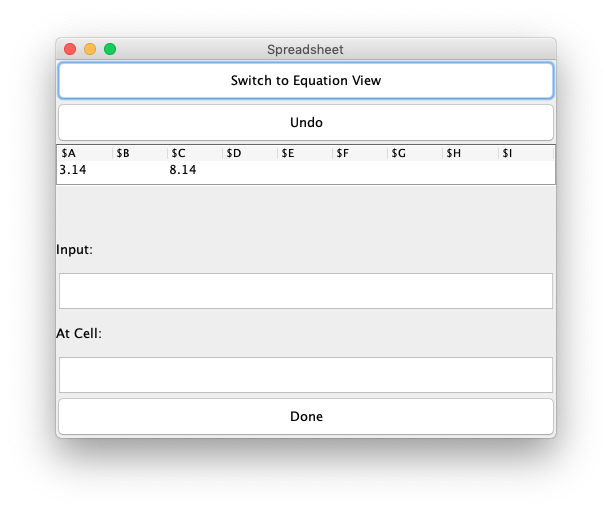 Spreadsheet
Switch to Equation View
Undo
$A $B $C $D $E $F $G $H $I
3.14 8.14
Input:
At Cell:
Done